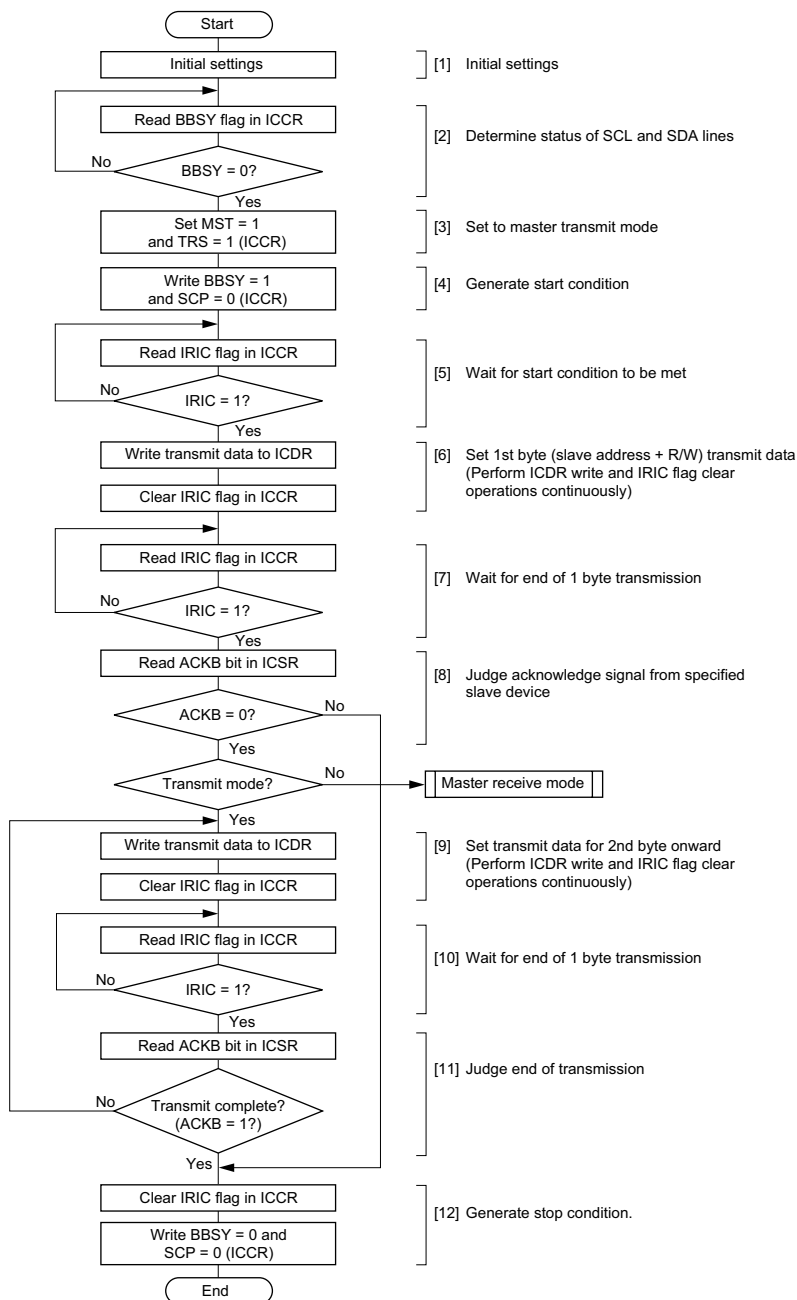 Start
Initial settings
[1] Initial settings
Read BBSY flag in ICCR
[2] Determine status of SCL and SDA lines
No
BBSY = 0?
Yes
Set MST = 1
and TRS = 1 (ICCR)
[3] Set to master transmit mode
Write BBSY = 1
and SCP = 0 (ICCR)
[4] Generate start condition
Read IRIC flag in ICCR
[5] Wait for start condition to be met
No
IRIC = 1?
Yes
Write transmit data to ICDR
[6] Set 1st byte (slave address + R/W) transmit data
(Perform ICDR write and IRIC flag clear
operations continuously)
Clear IRIC flag in ICCR
Read IRIC flag in ICCR
[7] Wait for end of 1 byte transmission
No
IRIC = 1?
Yes
Read ACKB bit in ICSR
[8] Judge acknowledge signal from specified
slave device
No
ACKB = 0?
Yes
Transmit mode?
No
Master receive mode
Yes
Write transmit data to ICDR
[9] Set transmit data for 2nd byte onward
(Perform ICDR write and IRIC flag clear
operations continuously)
Clear IRIC flag in ICCR
Read IRIC flag in ICCR
[10] Wait for end of 1 byte transmission
No
IRIC = 1?
Yes
Read ACKB bit in ICSR
[11] Judge end of transmission
No
Transmit complete?
(ACKB = 1?)
Yes
Clear IRIC flag in ICCR
[12] Generate stop condition.
Write BBSY = 0 and
SCP = 0 (ICCR)
End